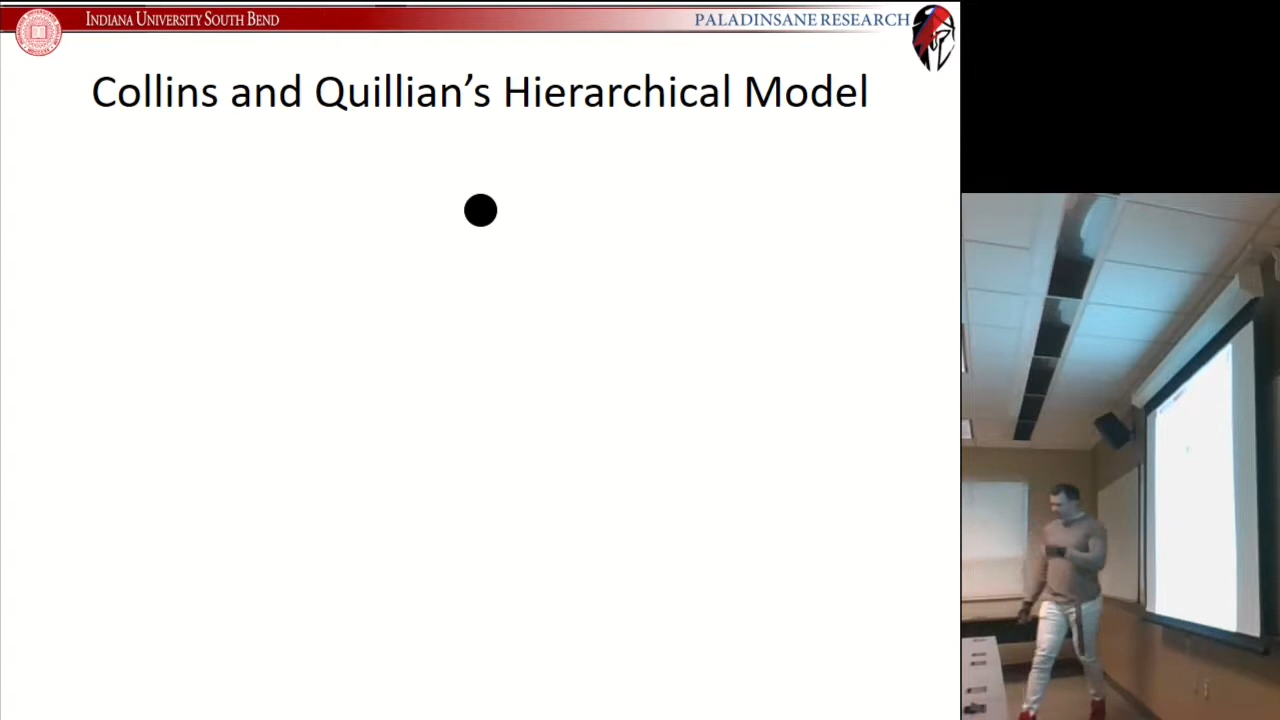 INDIANA UNIVERSITY SOUTH BEND
PALADINSANE RESEARCH
Collins and Quillian's Hierarchical Model